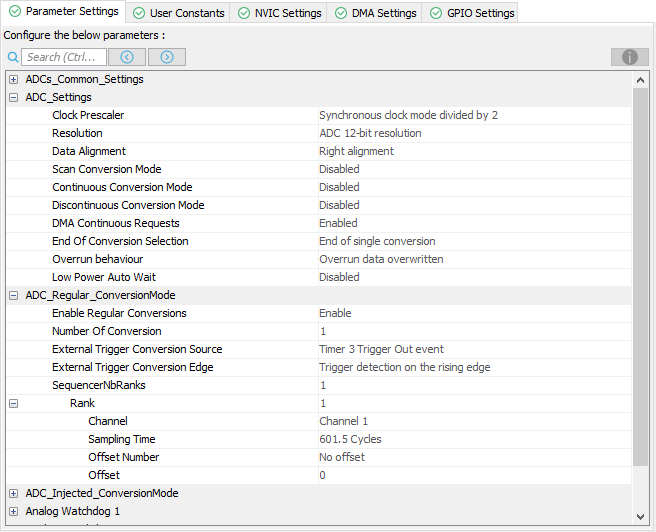 Parameter Settings User Constants NVIC Settings DMA Settings GPIO Settings
Configure the below parameters :
Search (Ctrl...
ADCs_Common_Settings
ADC_Settings
Clock Prescaler Synchronous clock mode divided by 2
Resolution ADC 12-bit resolution
Data Alignment Right alignment
Scan Conversion Mode Disabled
Continuous Conversion Mode Disabled
Discontinuous Conversion Mode Disabled
DMA Continuous Requests Enabled
End Of Conversion Selection End of single conversion
Overrun behaviour Overrun data overwritten
Low Power Auto Wait Disabled
ADC_Regular_ConversionMode
Enable Regular Conversions Enable
Number Of Conversion 1
External Trigger Conversion Source Timer 3 Trigger Out event
External Trigger Conversion Edge Trigger detection on the rising edge
SequencerNbRanks 1
Rank 1
Channel Channel 1
Sampling Time 601.5 Cycles
Offset Number No offset
Offset 0
ADC_Injected_ConversionMode
Analog Watchdog 1